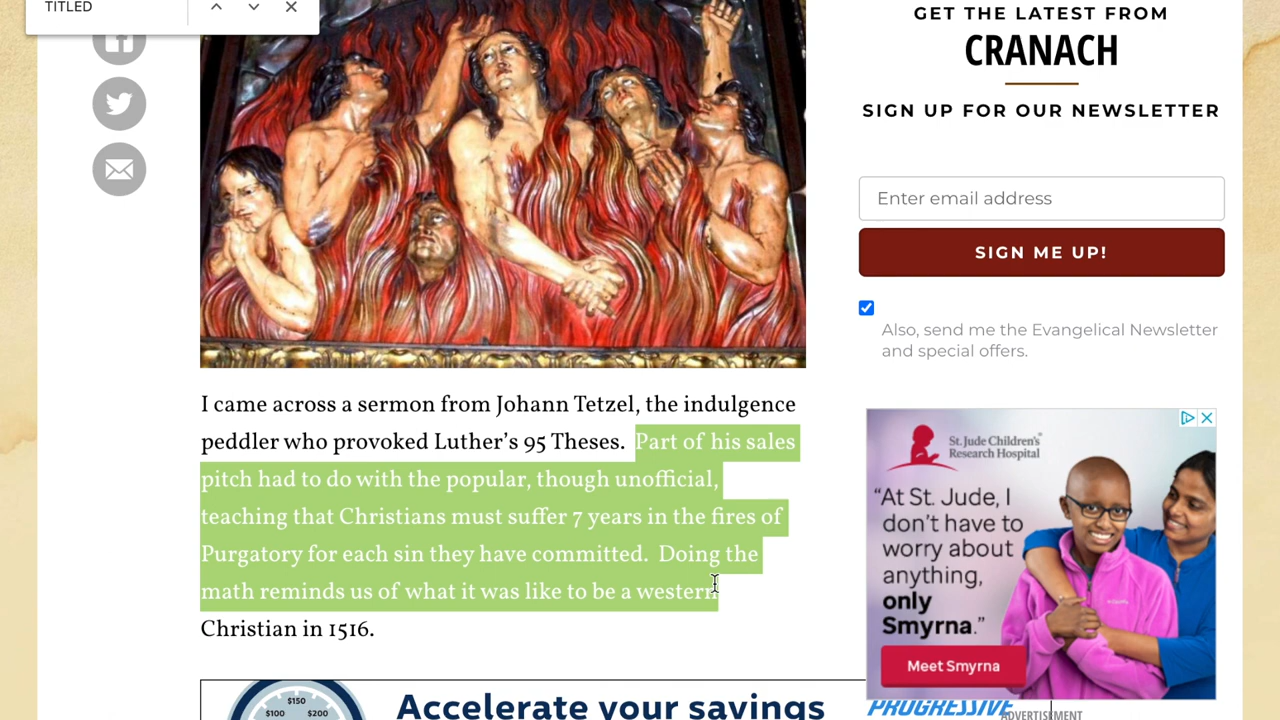 TITLED
GET THE LATEST FROM
CRANACH
SIGN UP FOR OUR NEWSLETTER
Enter email address
SIGN ME UP!
Also, send me the Evangelical Newsletter
and special offers.
I came across a sermon from Johann Tetzel, the indulgence
peddler who provoked Luther’s 95 Theses. Part of his sales
pitch had to do with the popular, though unofficial,
teaching that Christians must suffer 7 years in the fires of
Purgatory for each sin they have committed. Doing the
math reminds us of what it was like to be a western
Christian in 1516.
St. Jude Children's
Research Hospital
“At St. Jude, I
don’t have to
worry about
anything,
only
Smyrna.”
Meet Smyrna
$150
$100 $200
Accelerate your savings
PROGRESSIVE
ADVERTISEMENT